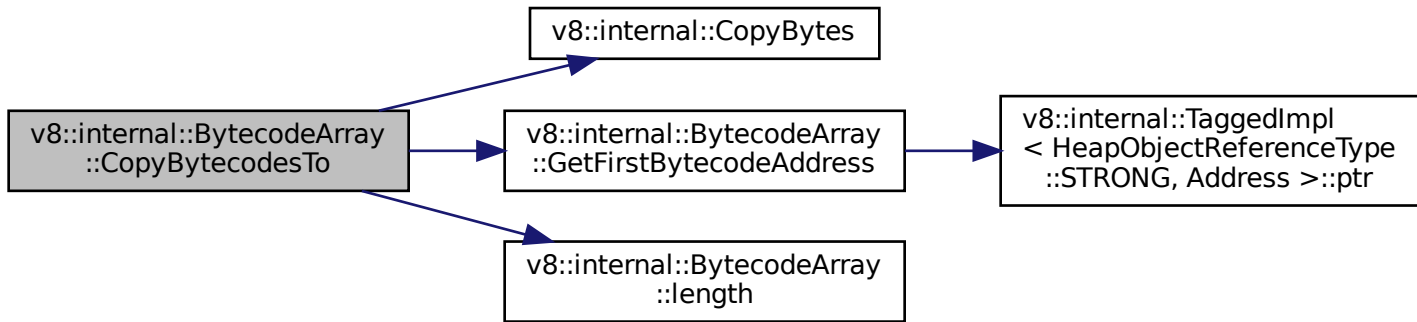 v8::internal::BytecodeArray
::CopyBytecodesTo
v8::internal::CopyBytes
v8::internal::BytecodeArray
::GetFirstBytecodeAddress
v8::internal::BytecodeArray
::length
v8::internal::TaggedImpl
< HeapObjectReferenceType
::STRONG, Address >::ptr